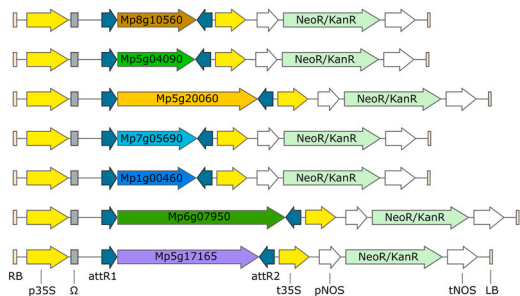 Mp8g10560 NeoR/KanR
Mp5g04090 NeoR/KanR
Mp5g20060 NeoR/KanR
Mp7g05690 NeoR/KanR
Mp1g00460 NeoR/KanR
Mp6g07950 NeoR/KanR
Mp5g17165 NeoR/KanR
RB p35S Ω attR1 attR2 t35S pNOS tNOS LB